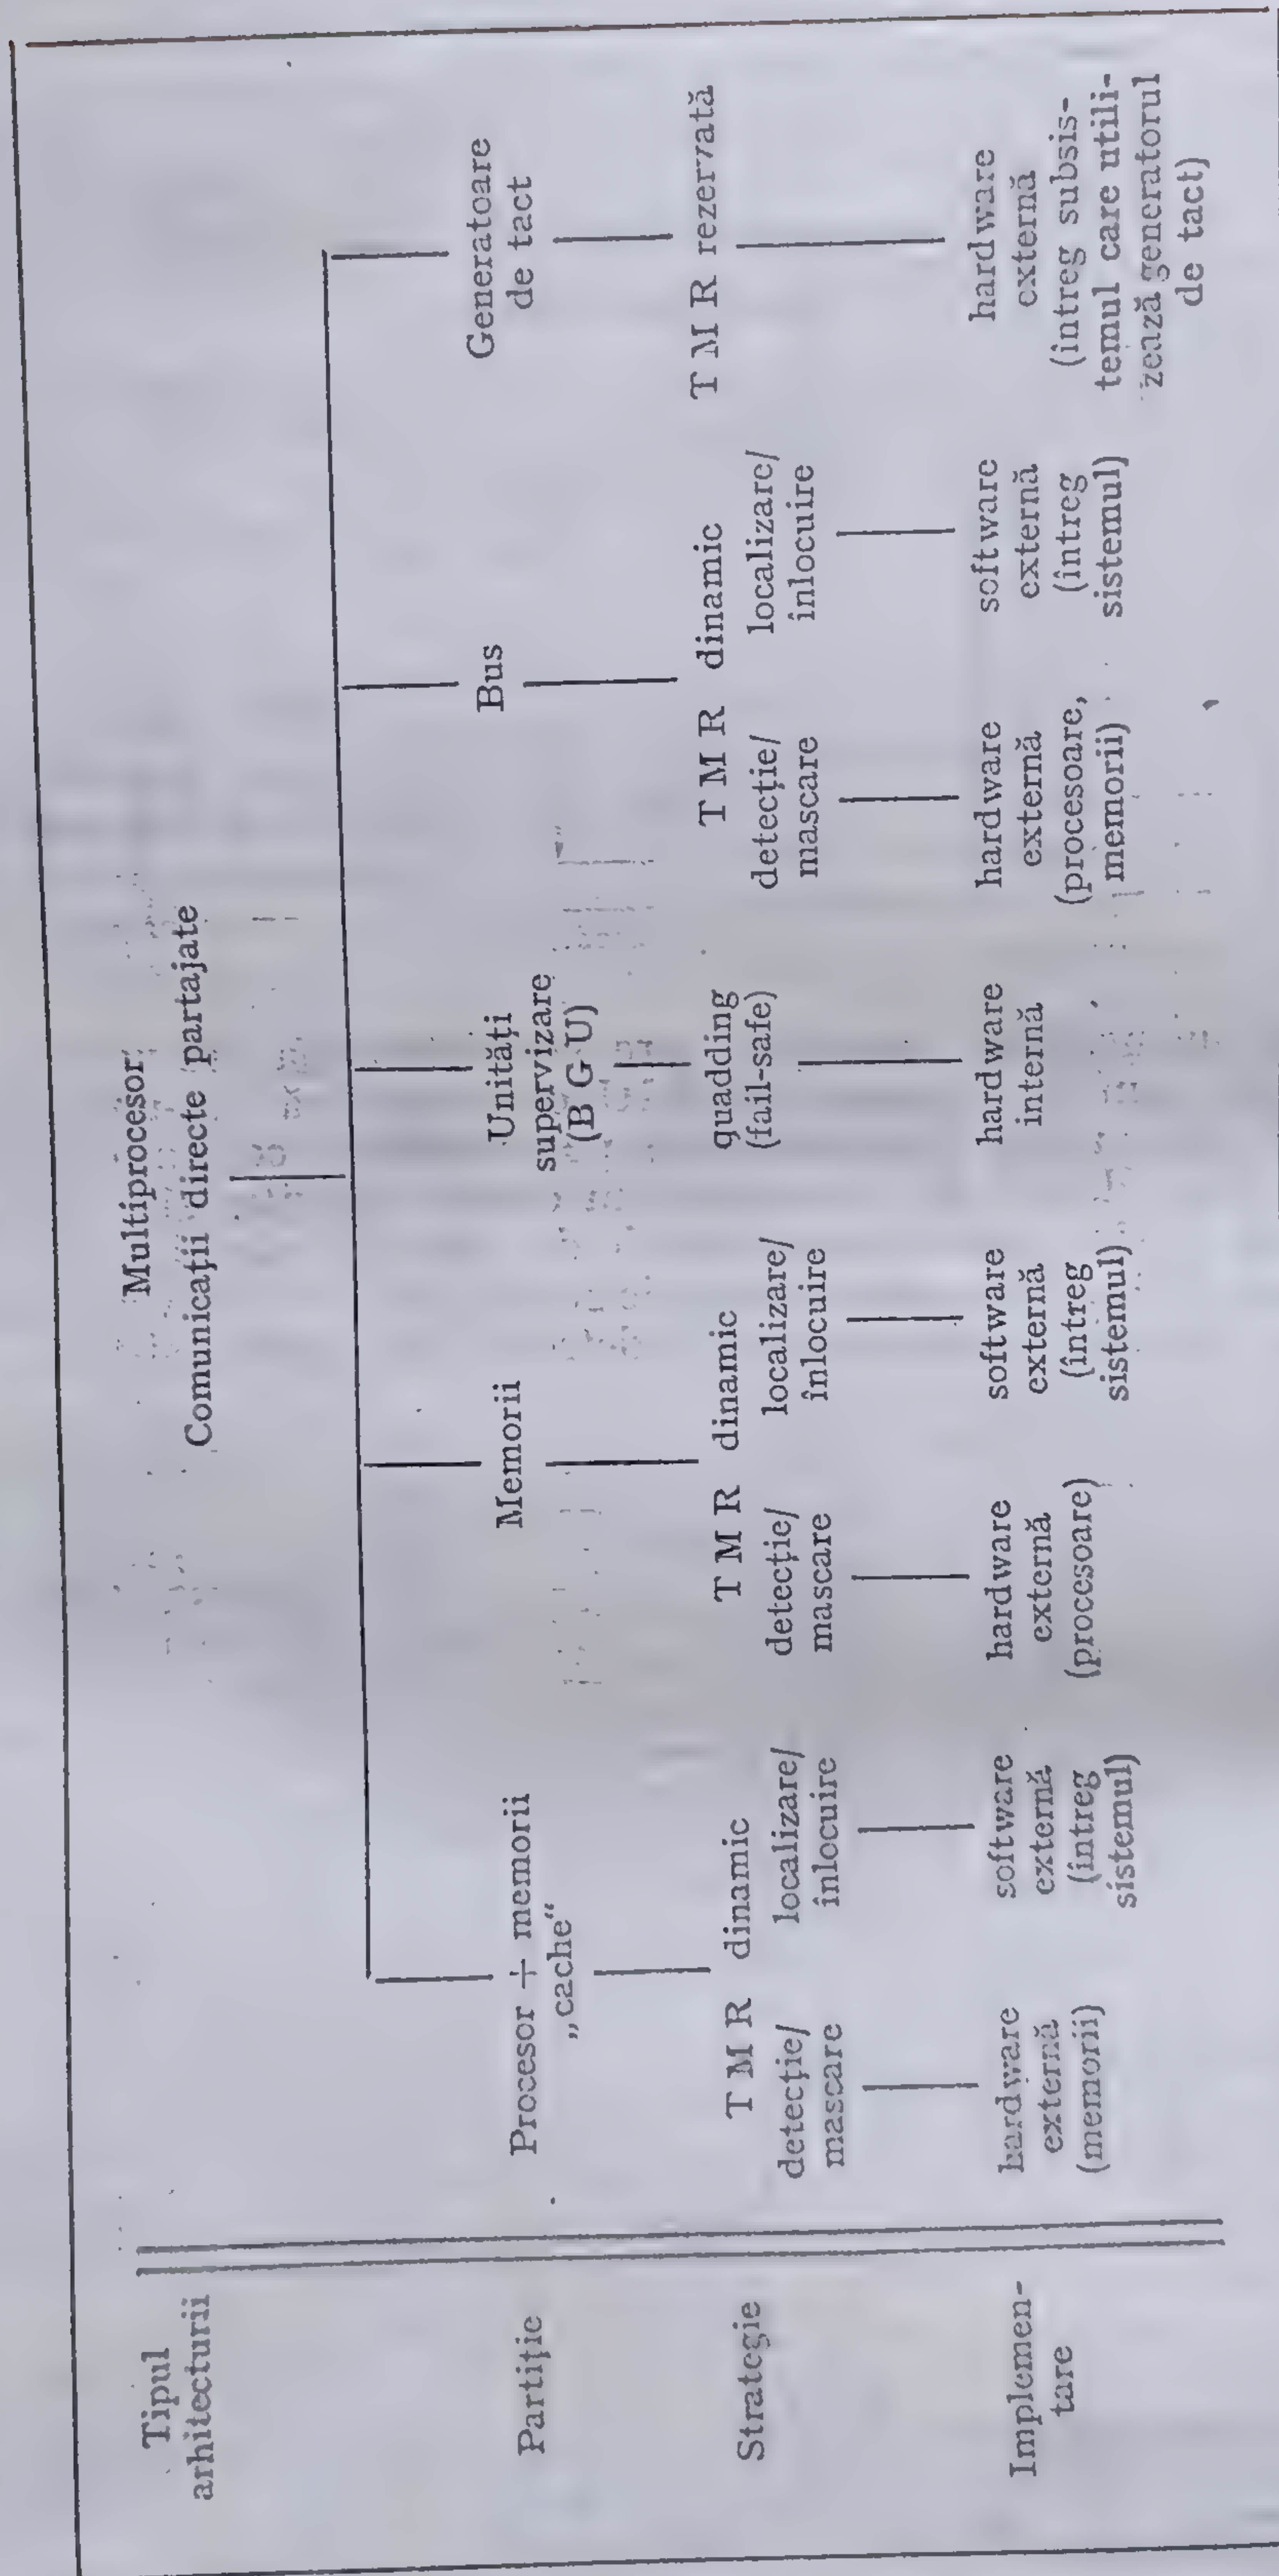 Tipul
arhitecturii
Multiprocesor
Comunicații directe partajate
Partiție
Procesor + memorii
„cache“
Memorii
Unități
supervizare
(B G U)
Bus
Generatoare
de tact
Strategie
T M R dinamic
detecție/
mascare
localizare/
înlocuire
T M R dinamic
detecție/
mascare
localizare/
înlocuire
quadding
(fail-safe)
T M R dinamic
detecție/
mascare
localizare/
inlocuire
T M R rezervată
Implemen-
tare
hardware
externă
(memorii)
software
externă
(întreg
sistemul)
hardware
externă
(procesoare)
software
externă
(întreg
sistemul)
hardware
internă
hardware
externă
(procesoare,
memorii)
software
externă
(întreg
sistemul)
hardware
externă
(intreg subsis-
temul care utili-
zează generatorul
de tact)